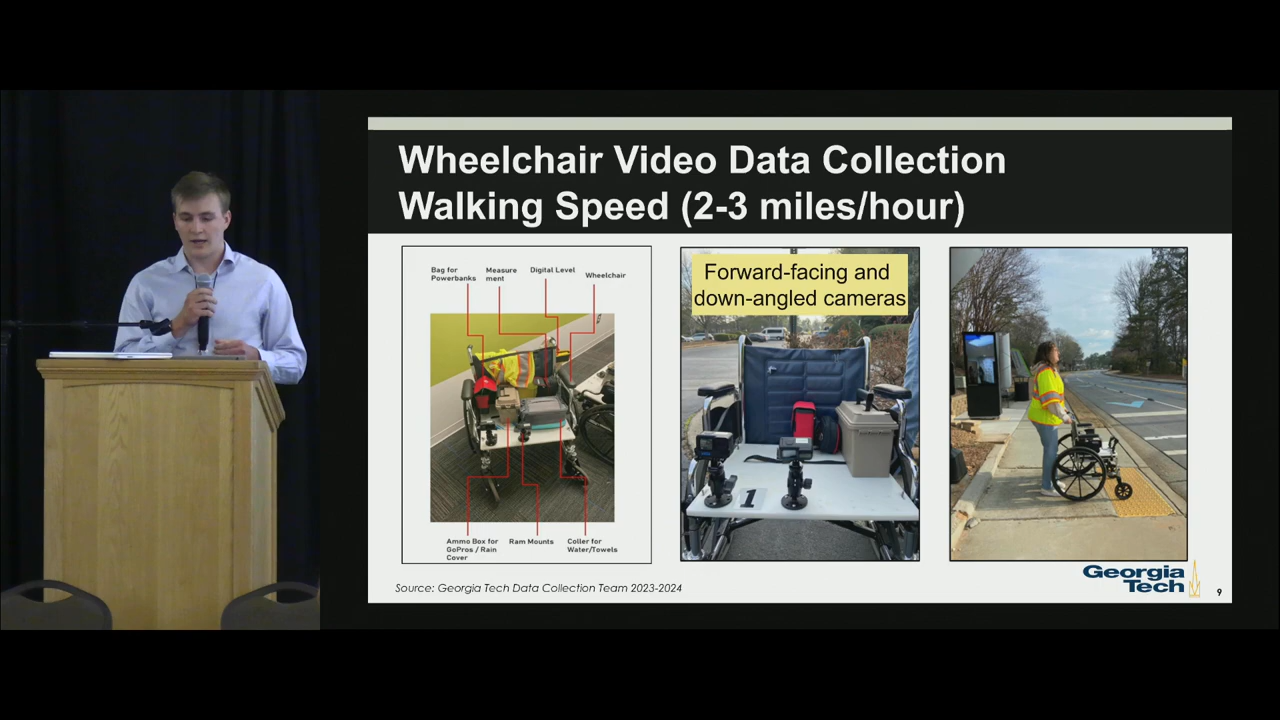 Wheelchair Video Data Collection
Walking Speed (2-3 miles/hour)
Bag for
Powerbanks
Measure
ment
Digital Level
Wheelchair
Ammo Box for
GoPros / Rain
Cover
Ram Mounts
Coller for
Water/Towels
Forward-facing and
down-angled cameras
1
Source: Georgia Tech Data Collection Team 2023-2024
Georgia
Tech
9